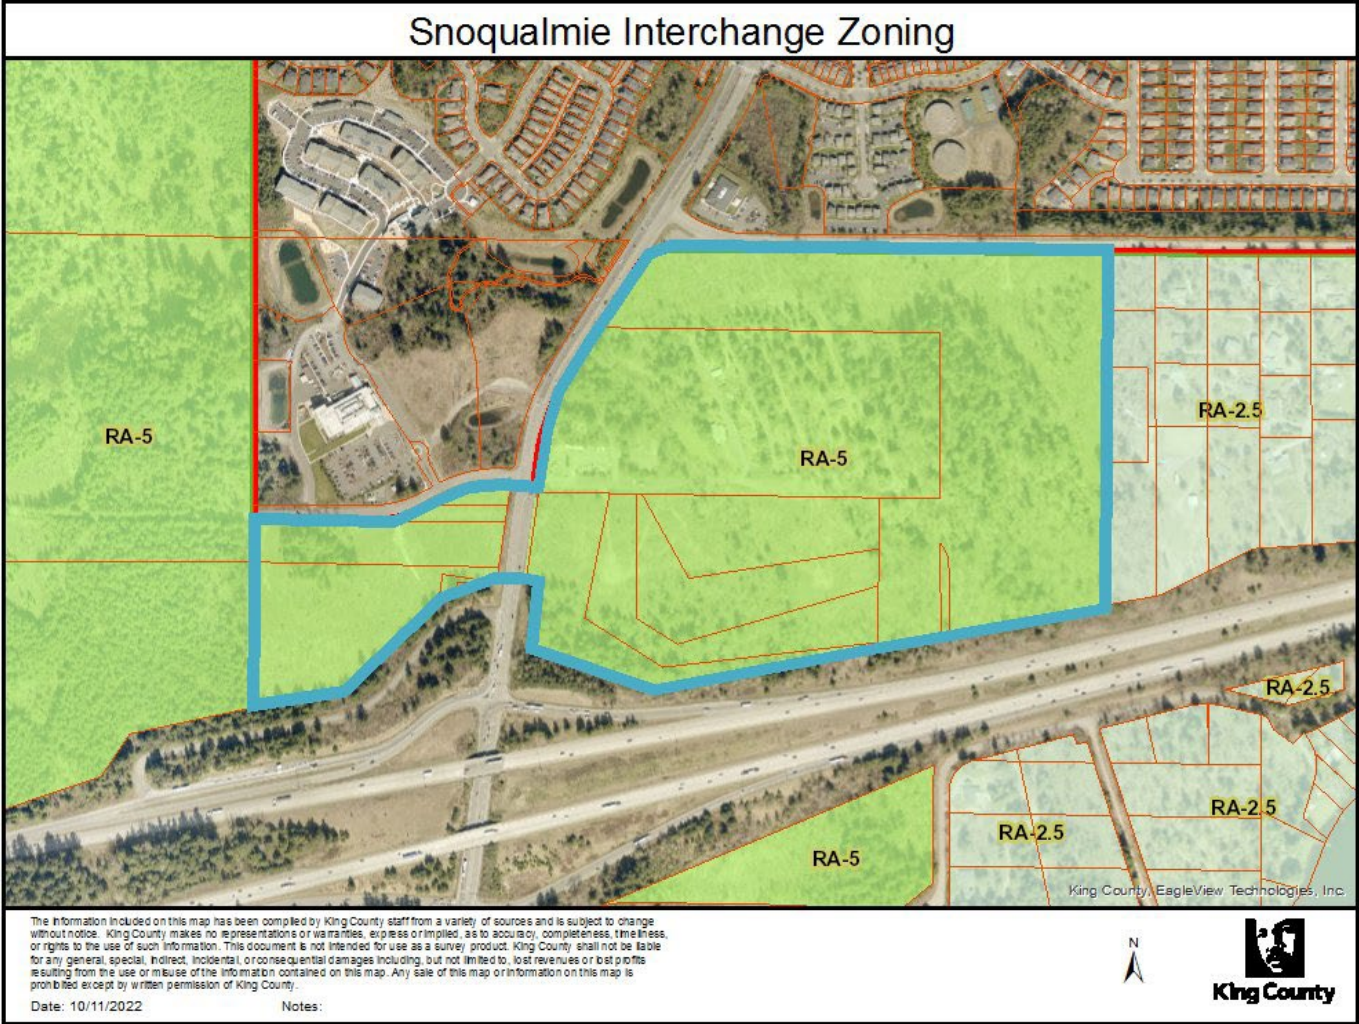 Snoqualmie Interchange Zoning
RA-5
RA-5
RA-2.5
RA-2.5
RA-2.5
RA-2.5
RA-5
King County, EagleView Technologies, Inc.
The information included on this map has been compiled by King County staff from a variety of sources and is subject to change
without notice. King County makes no representations or warranties, express or implied, as to accuracy, completeness, timeliness,
or rights to the use of such information. This document is not intended for use as a survey product. King County shall not be liable
for any general, special, indirect, incidental, or consequential damages including, but not limited to, lost revenues or lost profits
resulting from the use or misuse of the information contained on this map. Any sale of this map or information on this map is
prohibited except by written permission of King County.
Date: 10/11/2022 Notes:
N
King County